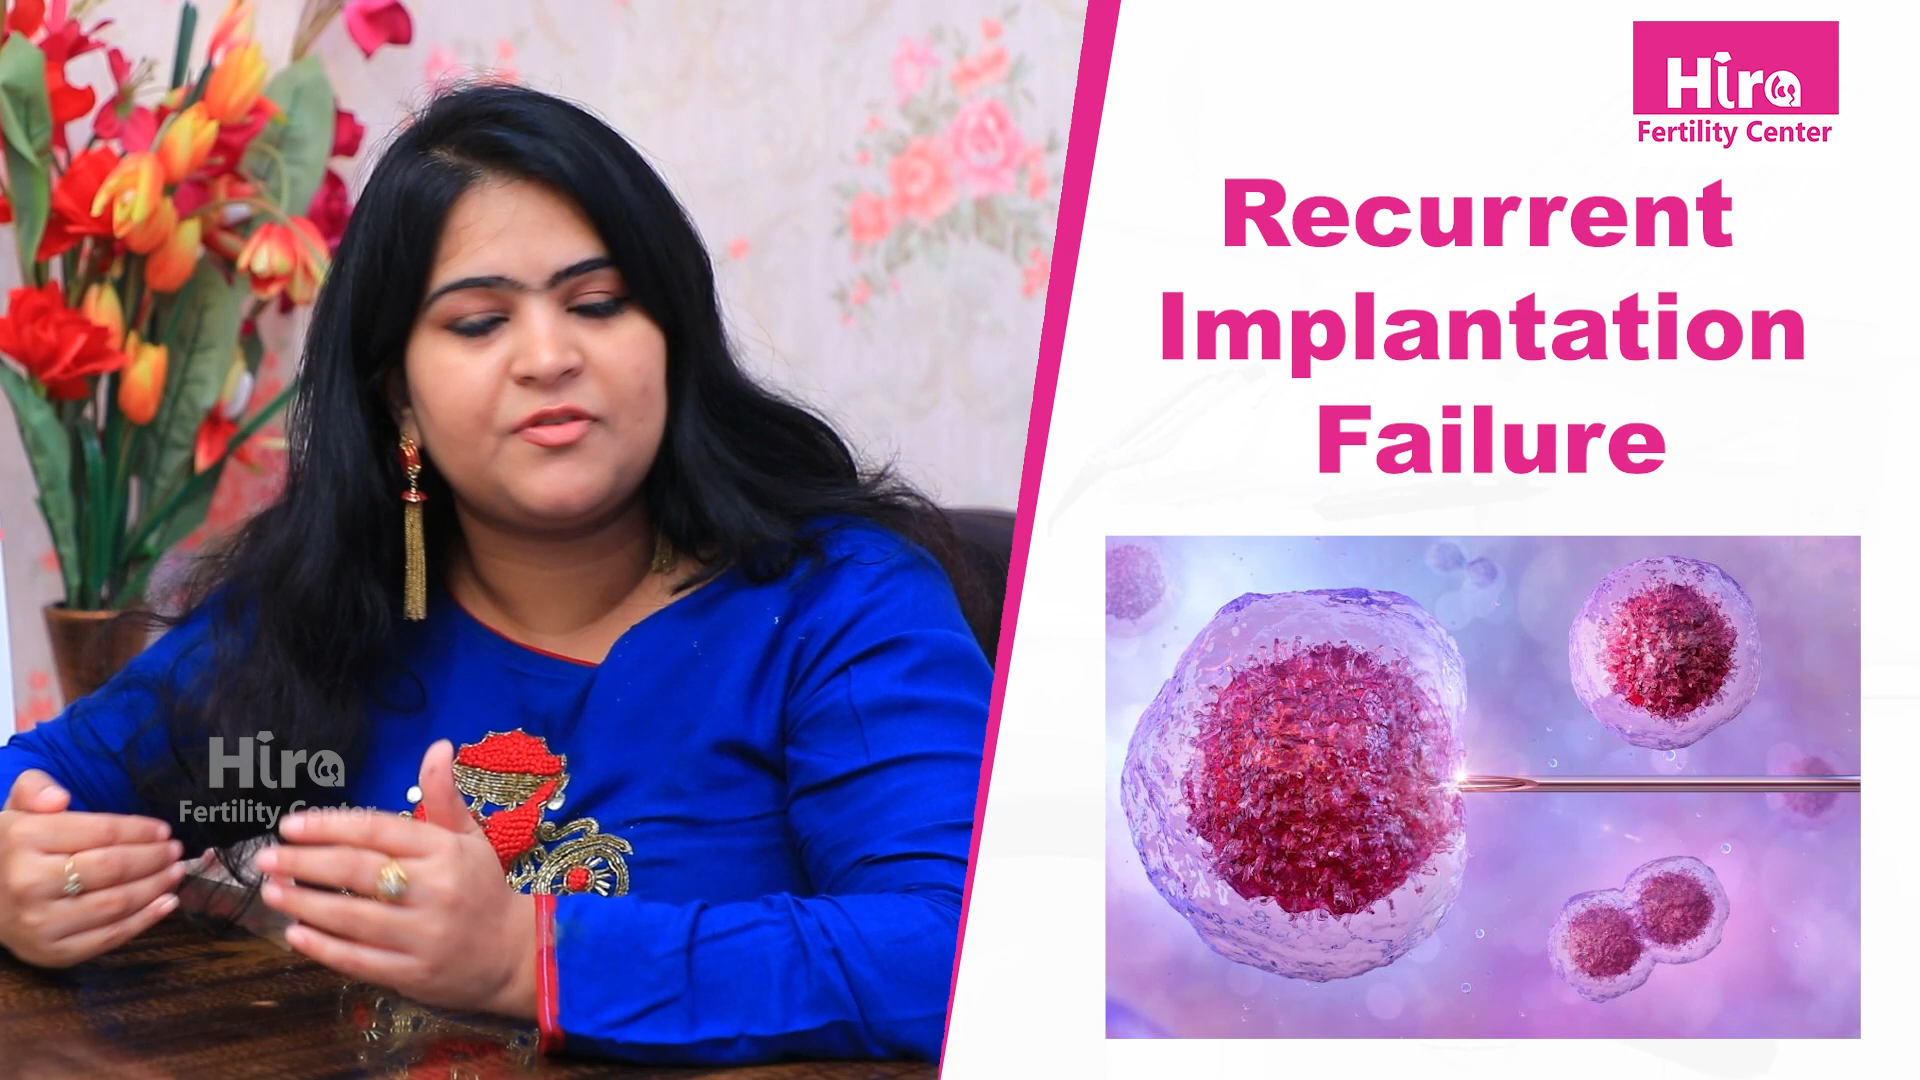 Hira
Fertility Center
Recurrent
Implantation
Failure
Hira
Fertility Center